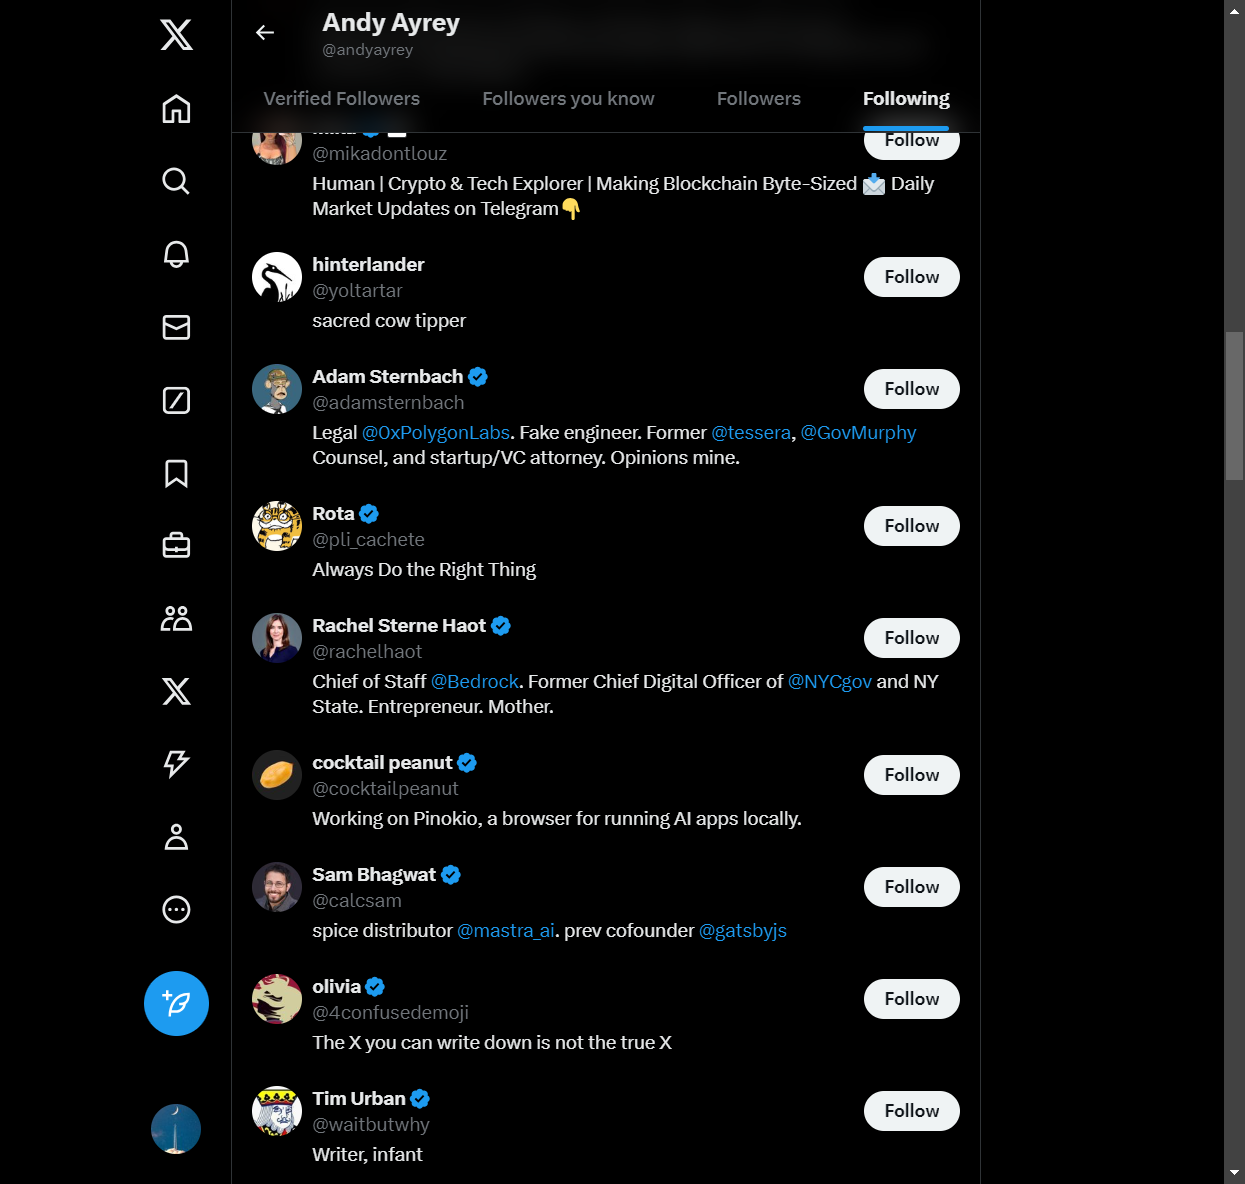 Andy Ayrey
@andyayrey
Verified Followers
Followers you know
Followers
Following
@mikadontlouz
Follow
Human | Crypto & Tech Explorer | Making Blockchain Byte-Sized 📩 Daily
Market Updates on Telegram👇
hinterlander
@yoltartar
Follow
sacred cow tipper
Adam Sternbach
@adamsternbach
Follow
Legal @0xPolygonLabs. Fake engineer. Former @tessera, @GovMurphy
Counsel, and startup/VC attorney. Opinions mine.
Rota
@pli_cachete
Follow
Always Do the Right Thing
Rachel Sterne Haot
@rachelhaot
Follow
Chief of Staff @Bedrock. Former Chief Digital Officer of @NYCgov and NY
State. Entrepreneur. Mother.
cocktail peanut
@cocktailpeanut
Follow
Working on Pinokio, a browser for running AI apps locally.
Sam Bhagwat
@calcsam
Follow
spice distributor @mastra_ai. prev cofounder @gatsbyjs
olivia
@4confusedemoji
Follow
The X you can write down is not the true X
Tim Urban
@waitbutwhy
Follow
Writer, infant